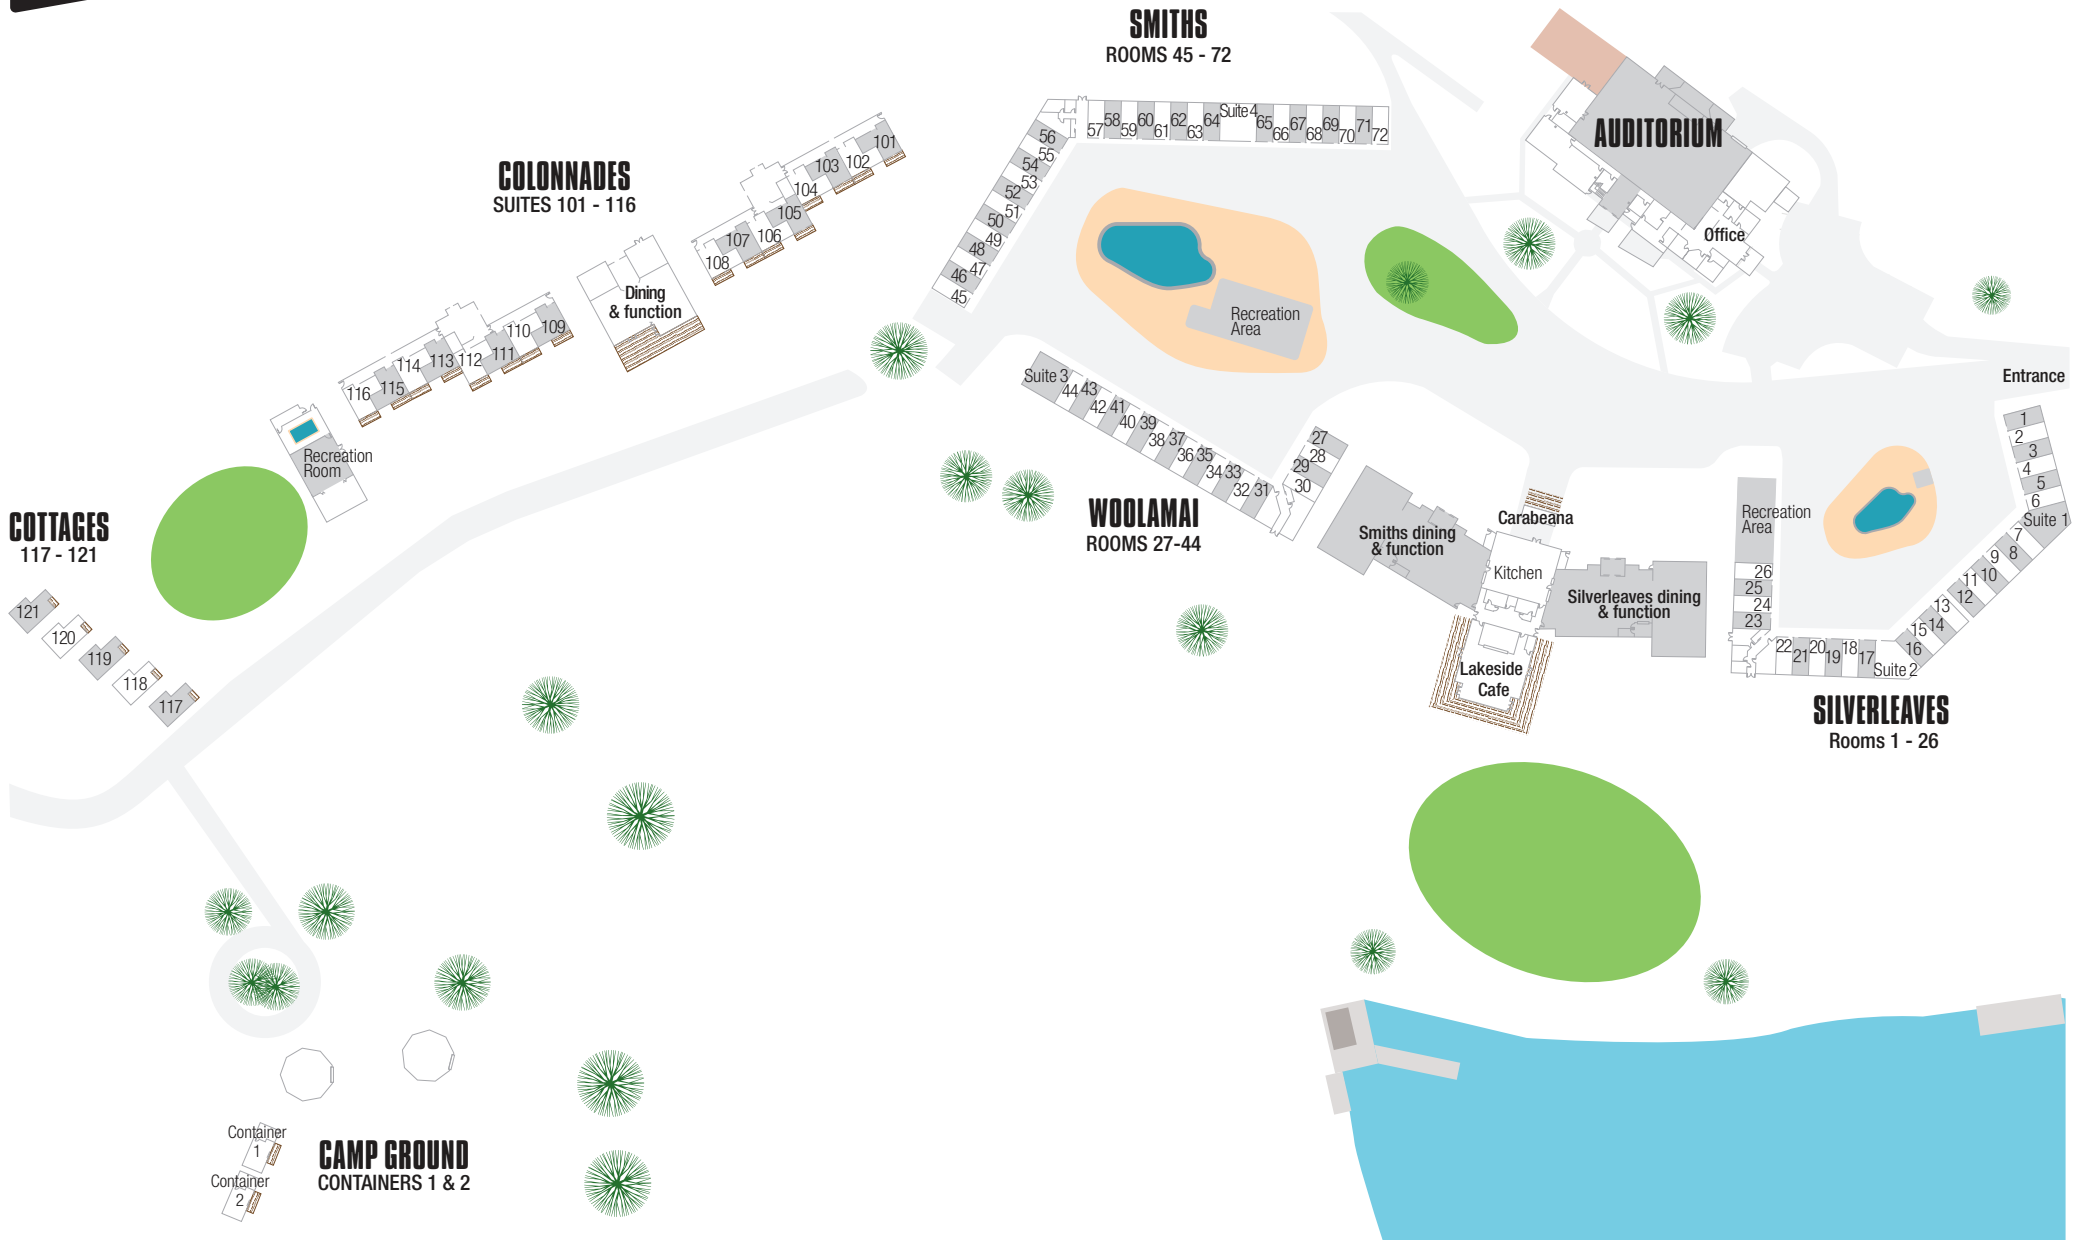 SMITHS
ROOMS 45 - 72
57
58
59
60
61
62
63
64
Suite 4
65
66
67
68
69
70
71
72
56
55
54
53
52
51
50
49
48
47
46
45
AUDITORIUM
Office
COLONNADES
SUITES 101 - 116
101
102
103
104
105
106
107
108
Dining
& function
109
110
111
112
113
114
115
116
Recreation
Room
Recreation
Area
Entrance
Suite 3
44
43
42
41
40
39
38
37
36
35
34
33
32
31
27
28
29
30
WOOLAMAI
ROOMS 27-44
Smiths dining
& function
Carabeana
Kitchen
Silverleaves dining
& function
Lakeside
Cafe
Recreation
Area
26
25
24
23
22
21
20
19
18
17
Suite 2
16
15
14
13
12
11
10
9
8
7
Suite 1
6
5
4
3
2
1
SILVERLEAVES
Rooms 1 - 26
COTTAGES
117 - 121
121
120
119
118
117
Container
1
Container
2
CAMP GROUND
CONTAINERS 1 & 2